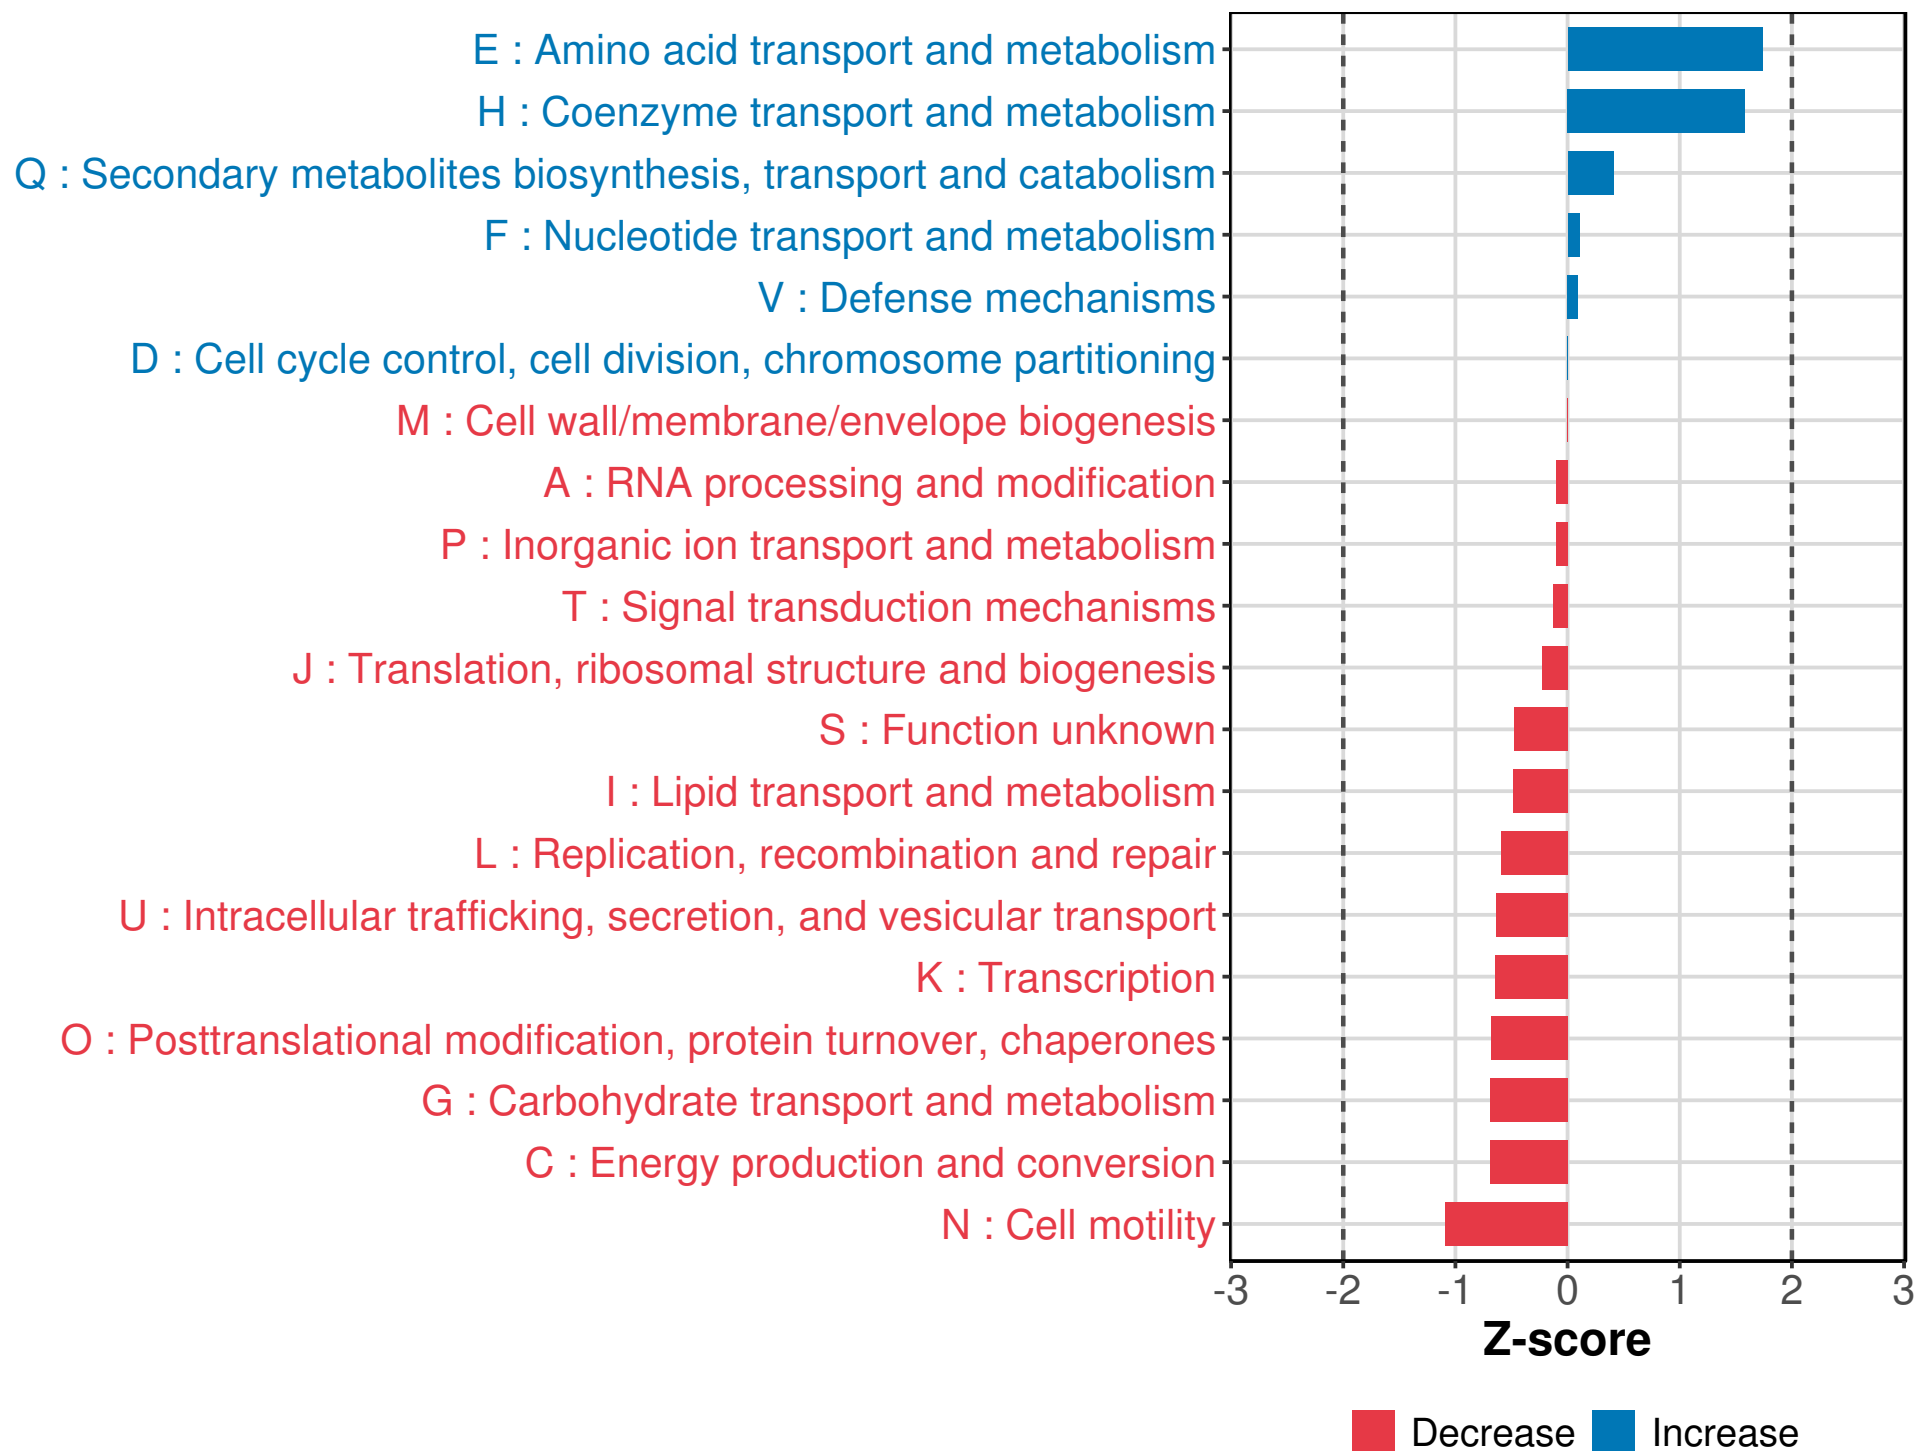 E : Amino acid transport and metabolism
H : Coenzyme transport and metabolism
Q : Secondary metabolites biosynthesis, transport and catabolism
F : Nucleotide transport and metabolism
V : Defense mechanisms
D : Cell cycle control, cell division, chromosome partitioning
M : Cell wall/membrane/envelope biogenesis
A : RNA processing and modification
P : Inorganic ion transport and metabolism
T : Signal transduction mechanisms
J : Translation, ribosomal structure and biogenesis
S : Function unknown
I : Lipid transport and metabolism
L : Replication, recombination and repair
U : Intracellular trafficking, secretion, and vesicular transport
K : Transcription
O : Posttranslational modification, protein turnover, chaperones
G : Carbohydrate transport and metabolism
C : Energy production and conversion
N : Cell motility
-3 -2 -1 0 1 2 3
Z-score
Decrease Increase